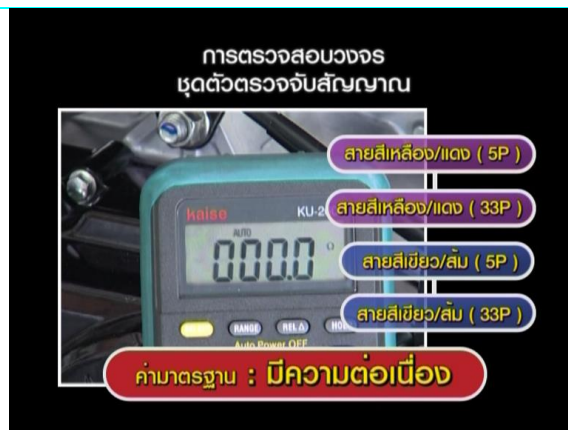 การตรวจสอบวงจร
ชุดตัวตรวจจับสัญญาณ
สายสีเหลือง/แดง ( 5P )
kaise
สายสีเหลือง/แดง ( 33P )
AUTO
000.0 Ω
สายสีเขียว/ส้ม ( 5P )
สายสีเขียว/ส้ม ( 33P )
RANGE
REL Δ
Auto Power OFF
ค่ามาตรฐาน : มีความต่อเนื่อง